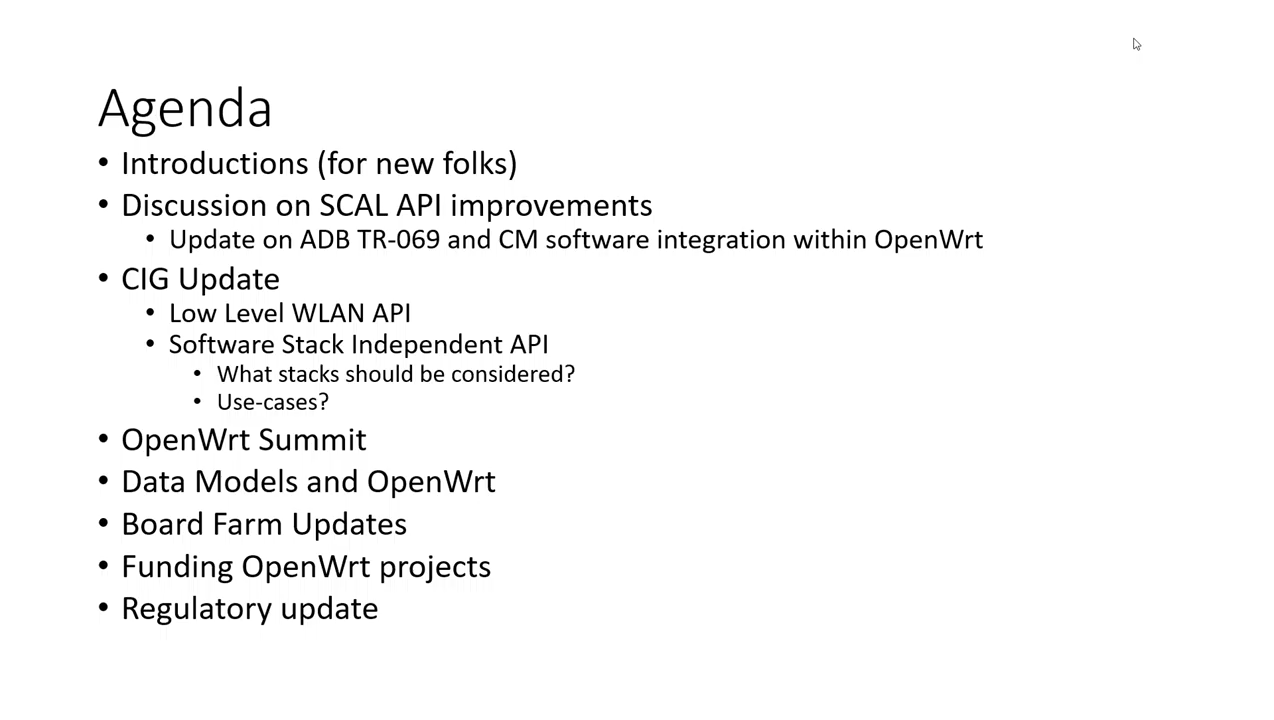 Agenda
• Introductions (for new folks)
• Discussion on SCAL API improvements
• Update on ADB TR-069 and CM software integration within OpenWrt
• CIG Update
• Low Level WLAN API
• Software Stack Independent API
• What stacks should be considered?
• Use-cases?
• OpenWrt Summit
• Data Models and OpenWrt
• Board Farm Updates
• Funding OpenWrt projects
• Regulatory update